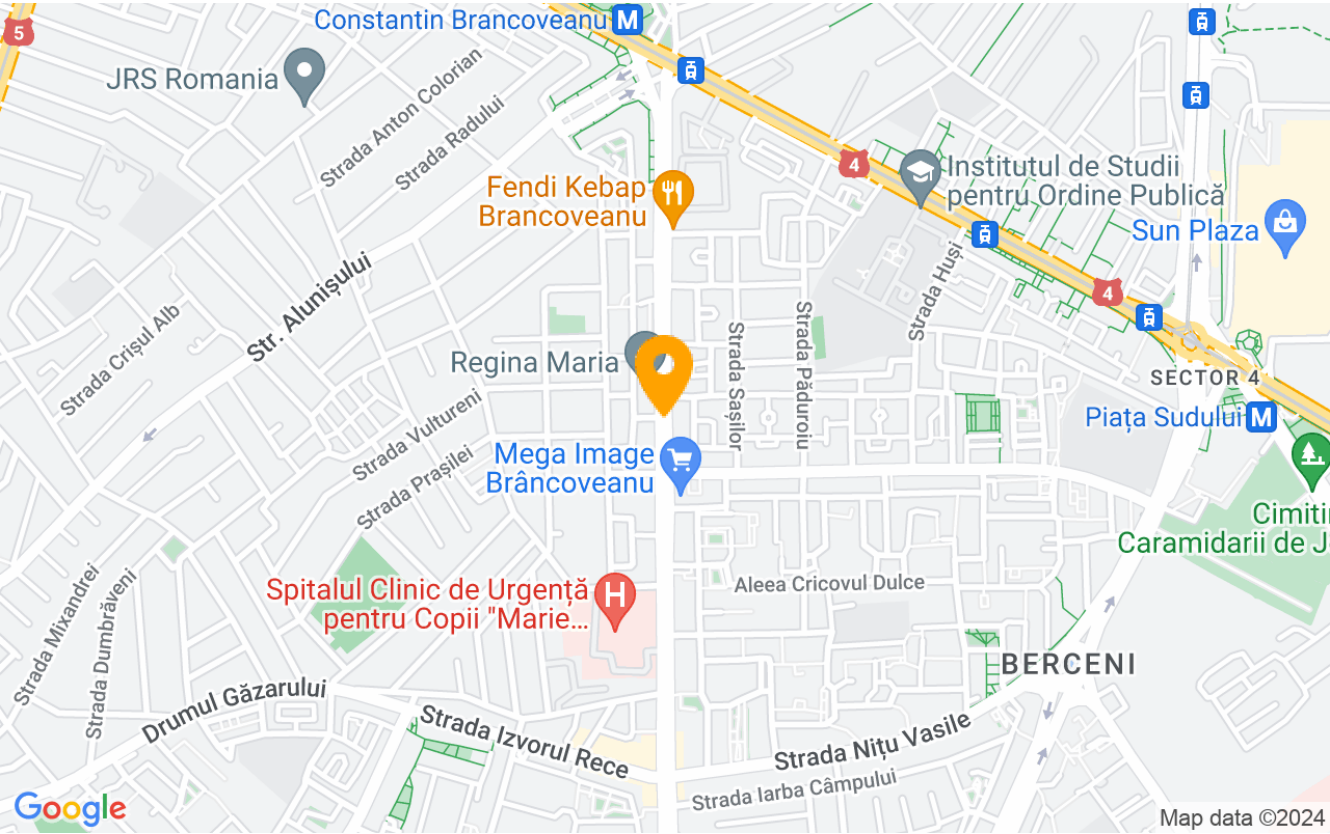 5
Constantin Brancoveanu
M
JRS Romania
Strada Anton Colorian
Strada Radului
4
Institutul de Studii
pentru Ordine Publică
Fendi Kebap
Brancoveanu
Sun Plaza
Strada Huși
Str. Alunișului
4
Strada Crișul Alb
Strada Sașilor
Strada Păduroiu
Regina Maria
SECTOR 4
Strada Vultureni
Piața Sudului
M
Mega Image
Brâncoveanu
Strada Prașilei
Cimiti
Caramidarii de J
Strada Mixandrei
Strada Dumbrăveni
Spitalul Clinic de Urgență
pentru Copii "Marie...
H
Aleea Cricovul Dulce
BERCENI
Drumul Găzarului
Strada Izvorul Rece
Strada Nițu Vasile
Strada Iarba Câmpului
Google
Map data ©2024